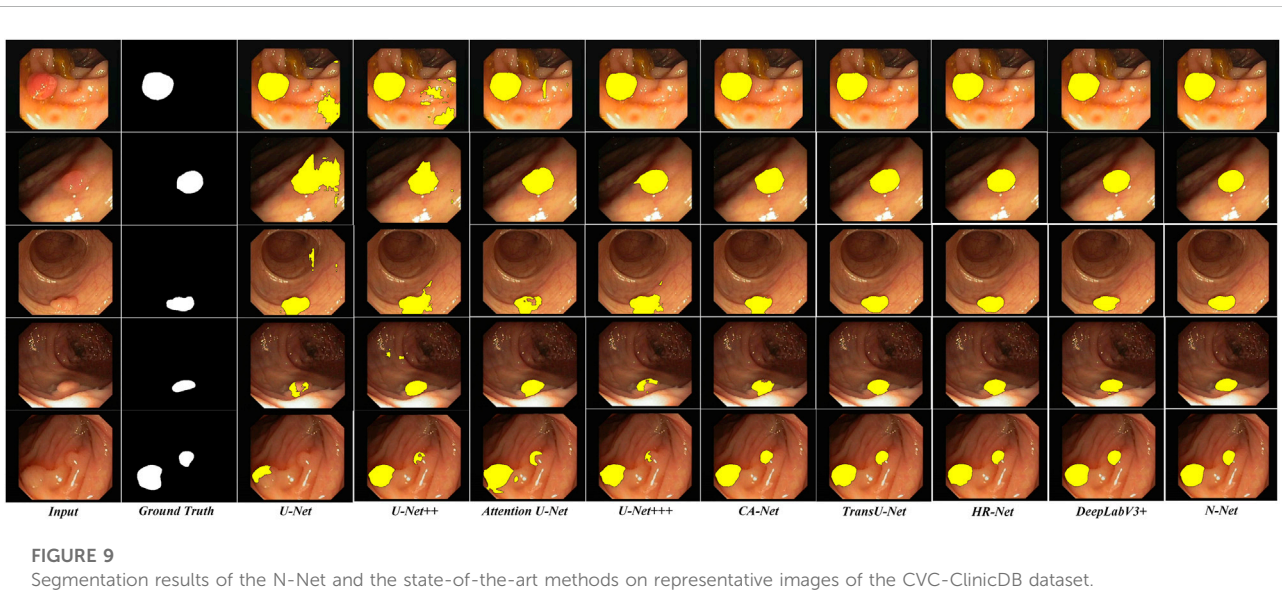 Input Ground Truth U-Net U-Net++ Attention U-Net U-Net+++ CA-Net TransU-Net HR-Net DeepLabV3+ N-Net
FIGURE 9
Segmentation results of the N-Net and the state-of-the-art methods on representative images of the CVC-ClinicDB dataset.